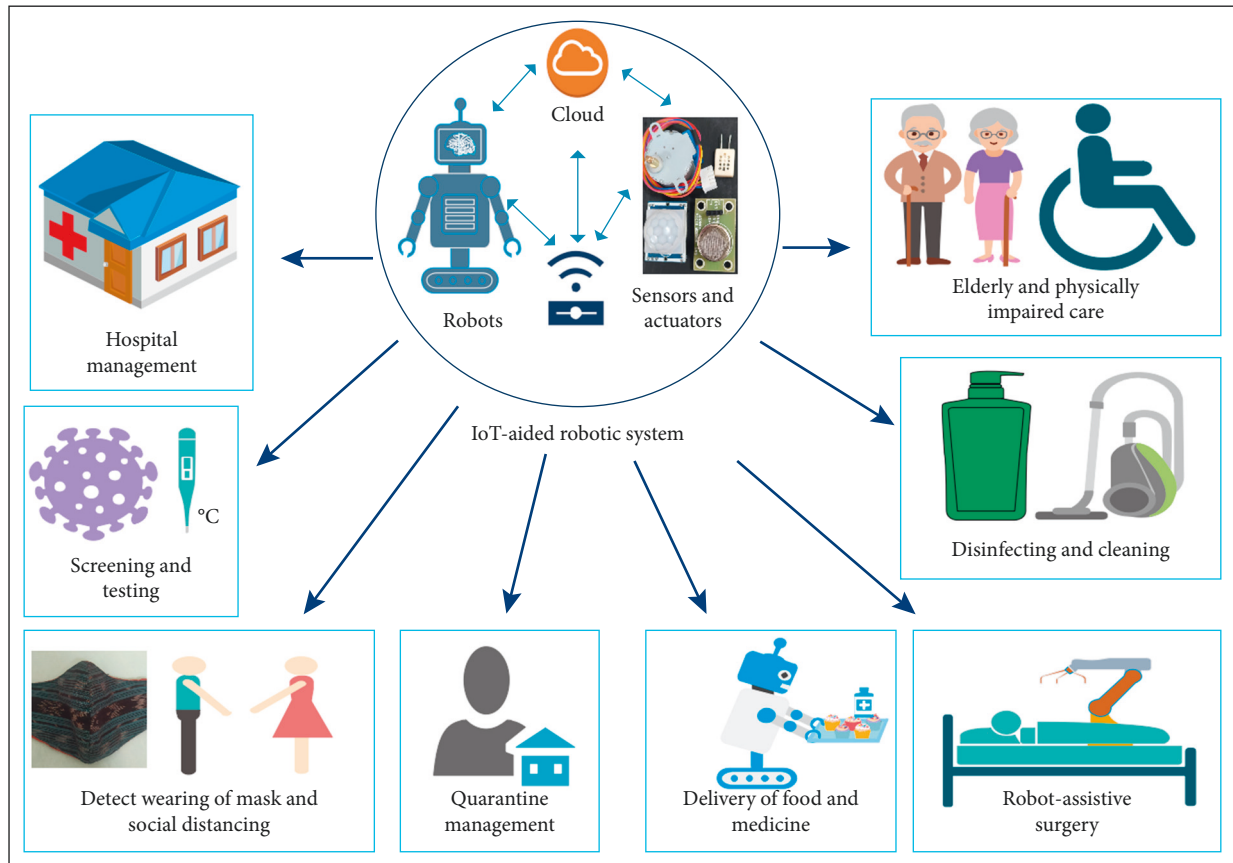 Cloud
Robots
Sensors and
actuators
IoT-aided robotic system
Hospital
management
Screening and
testing
°C
Detect wearing of mask and
social distancing
Quarantine
management
Delivery of food and
medicine
Robot-assistive
surgery
Disinfecting and cleaning
Elderly and physically
impaired care